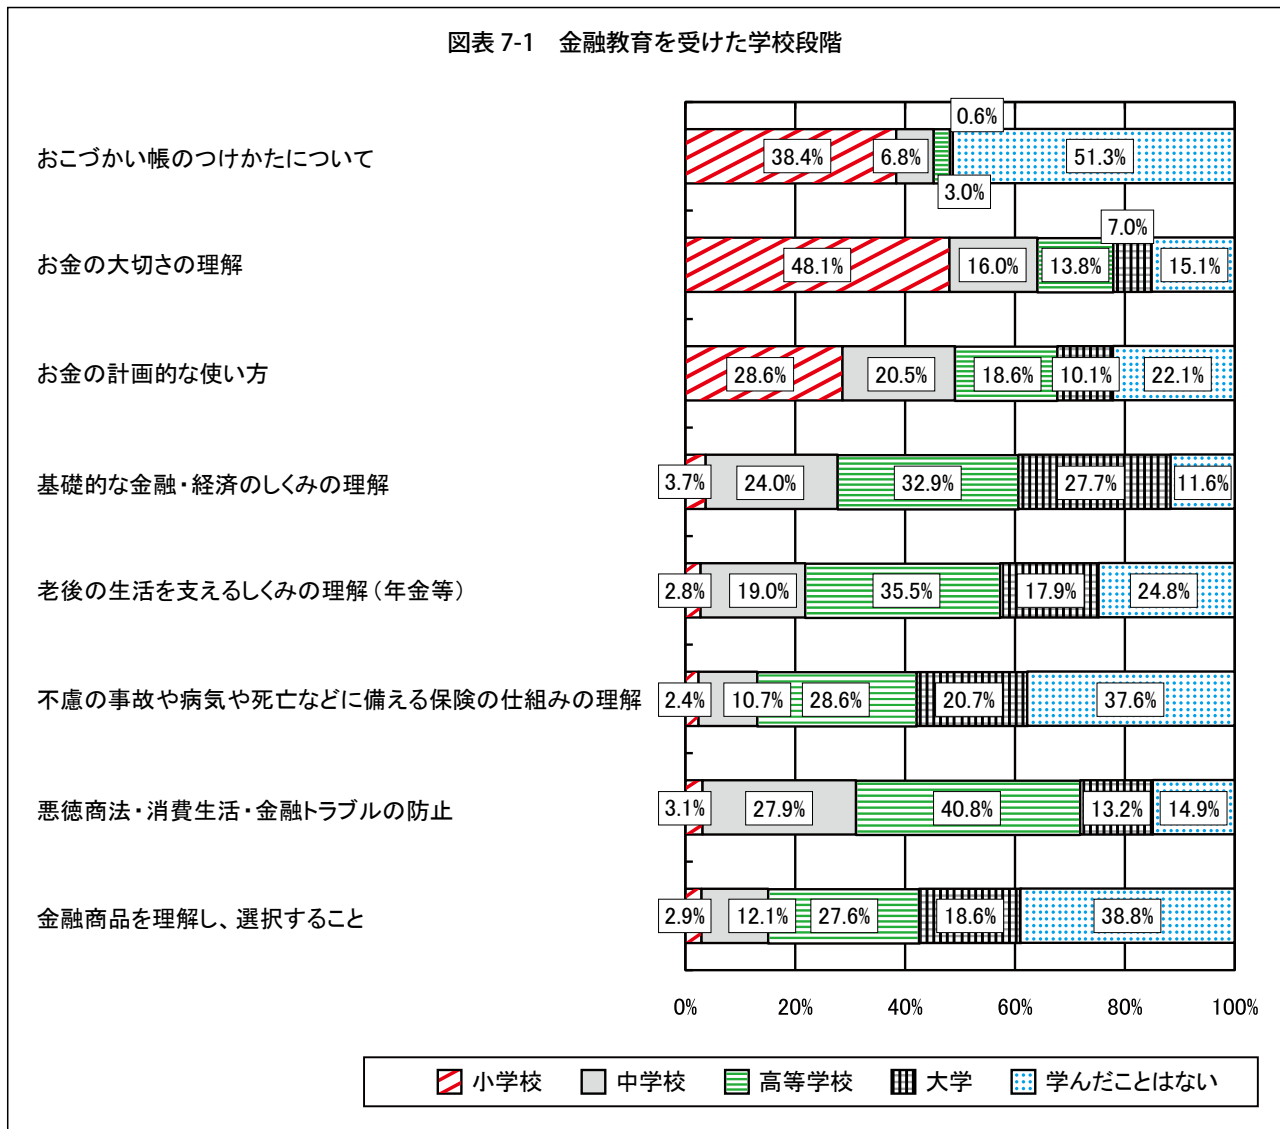 図表 7-1　金融教育を受けた学校段階
おこづかい帳のつけかたについて
38.4% 6.8% 3.0% 0.6% 51.3%
お金の大切さの理解
48.1% 16.0% 13.8% 7.0% 15.1%
お金の計画的な使い方
28.6% 20.5% 18.6% 10.1% 22.1%
基礎的な金融・経済のしくみの理解
3.7% 24.0% 32.9% 27.7% 11.6%
老後の生活を支えるしくみの理解（年金等）
2.8% 19.0% 35.5% 17.9% 24.8%
不慮の事故や病気や死亡などに備える保険の仕組みの理解
2.4% 10.7% 28.6% 20.7% 37.6%
悪徳商法・消費生活・金融トラブルの防止
3.1% 27.9% 40.8% 13.2% 14.9%
金融商品を理解し、選択すること
2.9% 12.1% 27.6% 18.6% 38.8%
0% 20% 40% 60% 80% 100%
小学校 中学校 高等学校 大学 学んだことはない